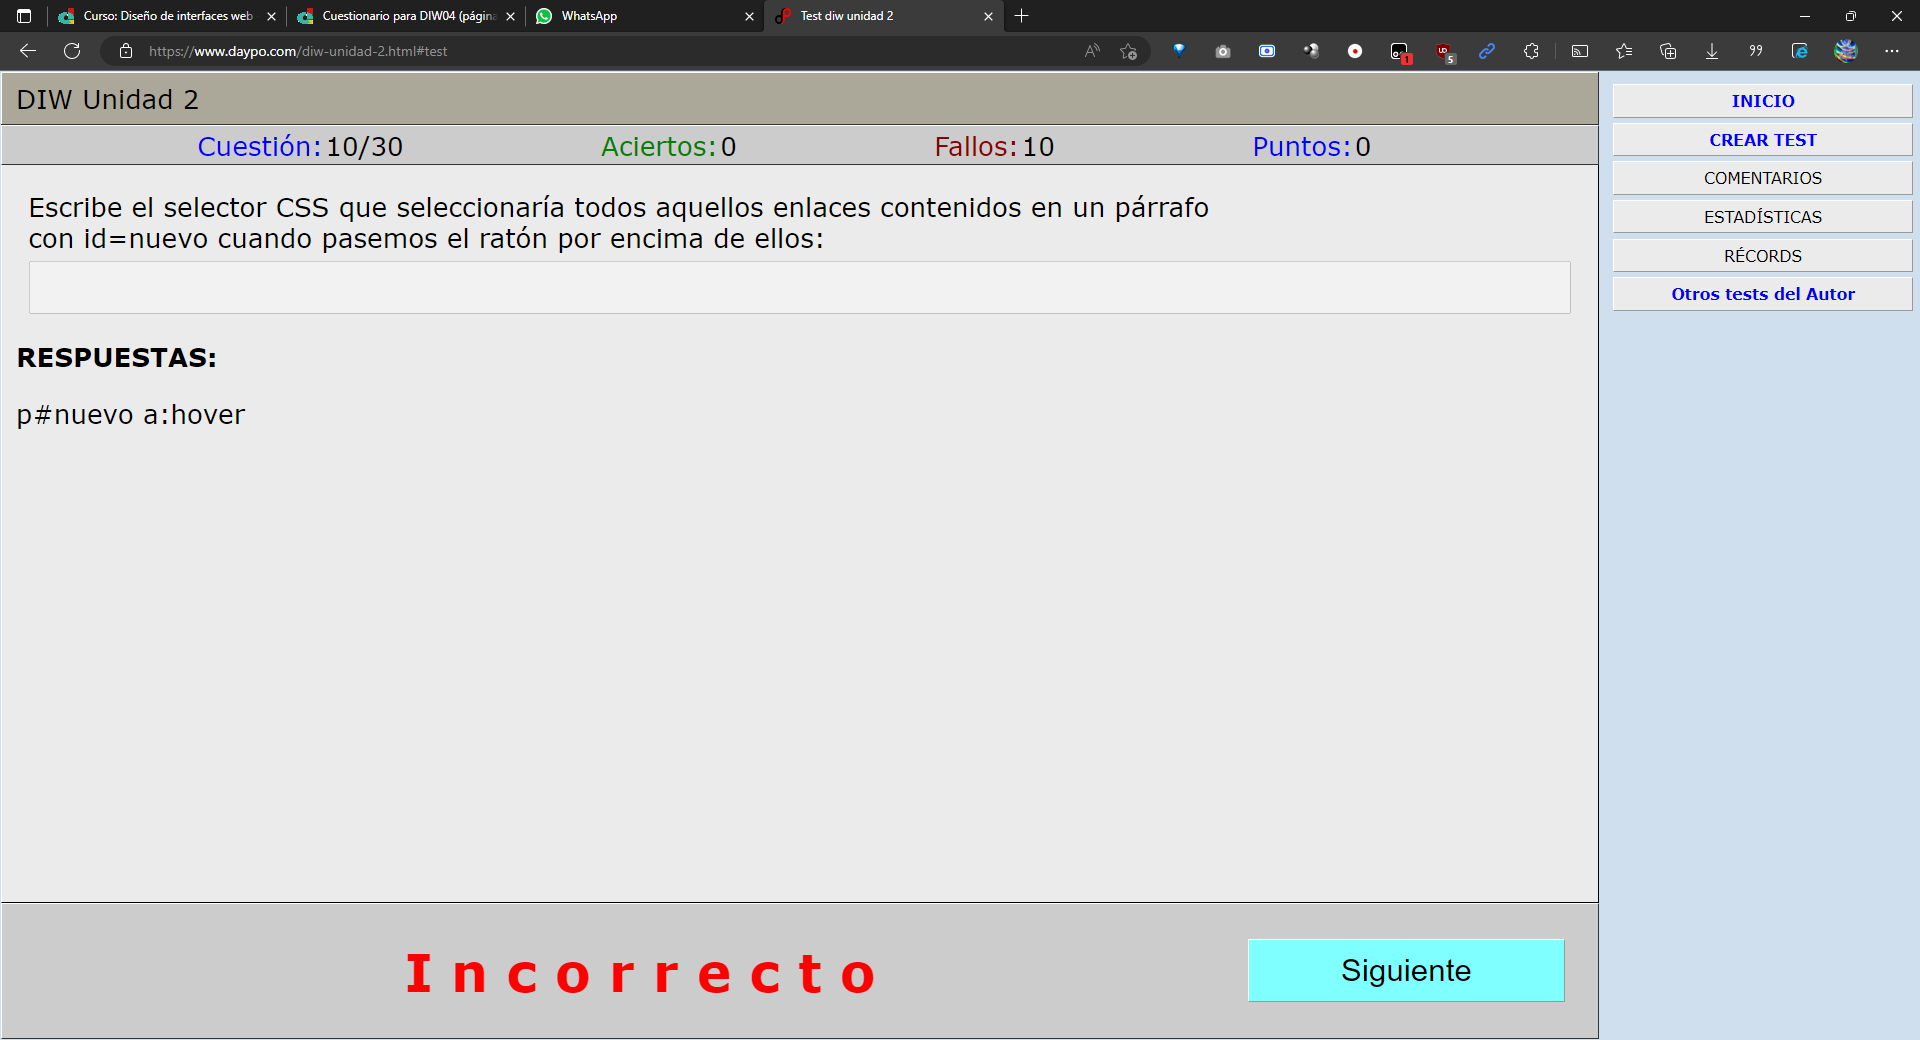 Curso: Diseño de interfaces web
Cuestionario para DIW04 (página
WhatsApp
Test diw unidad 2
https://www.daypo.com/diw-unidad-2.html#test
1
5
DIW Unidad 2
Cuestión: 10/30 Aciertos: 0 Fallos: 10 Puntos: 0
Escribe el selector CSS que seleccionaría todos aquellos enlaces contenidos en un párrafo
con id=nuevo cuando pasemos el ratón por encima de ellos:
RESPUESTAS:
p#nuevo a:hover
Incorrecto
Siguiente
INICIO
CREAR TEST
COMENTARIOS
ESTADÍSTICAS
RÉCORDS
Otros tests del Autor